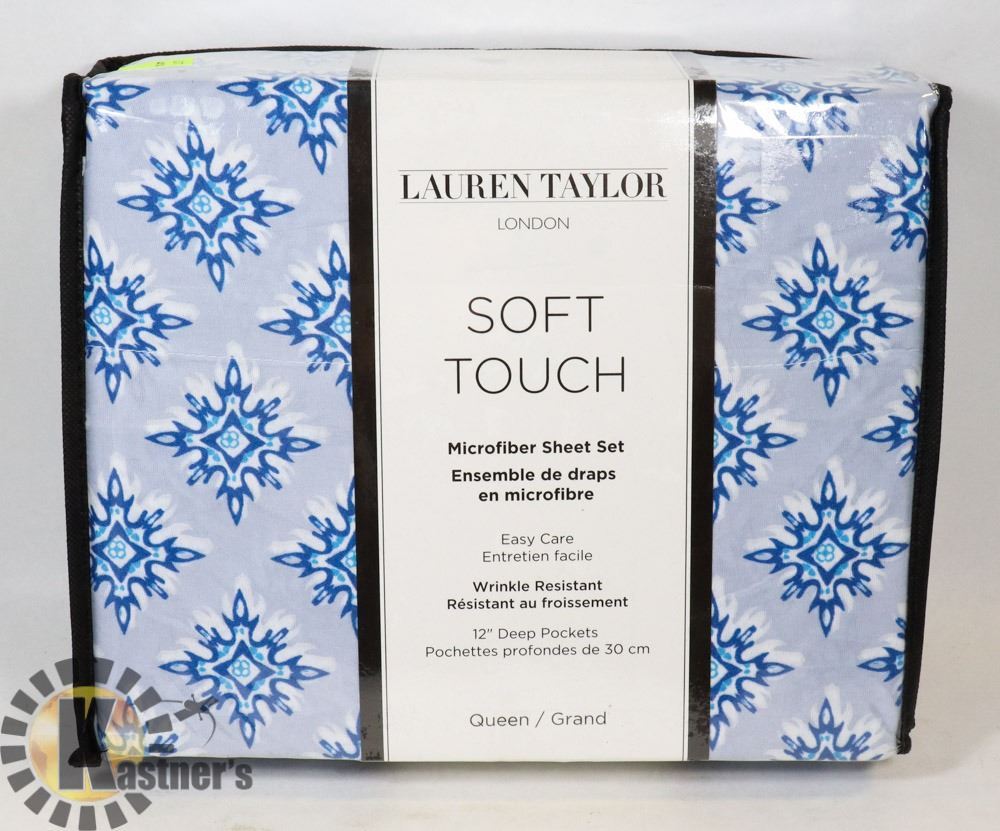 LAUREN TAYLOR
LONDON
SOFT
TOUCH
Microfiber Sheet Set
Ensemble de draps
en microfibre
Easy Care
Entretien facile
Wrinkle Resistant
Résistant au froissement
12" Deep Pockets
Pochettes profondes de 30 cm
Queen / Grand
Kastner's